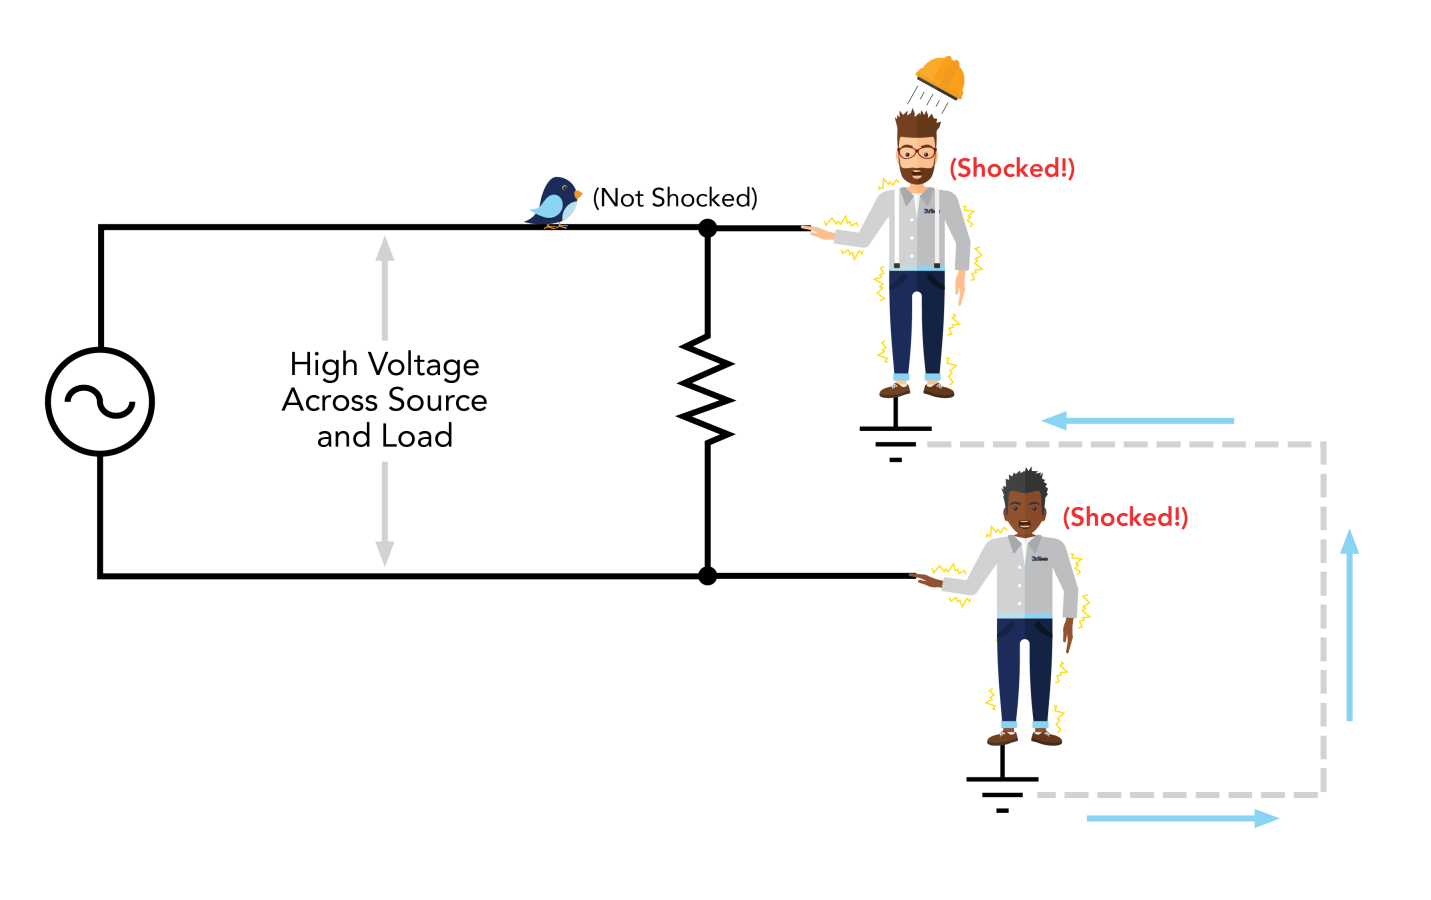 (Shocked!)
(Not Shocked)
High Voltage
Across Source
and Load
(Shocked!)